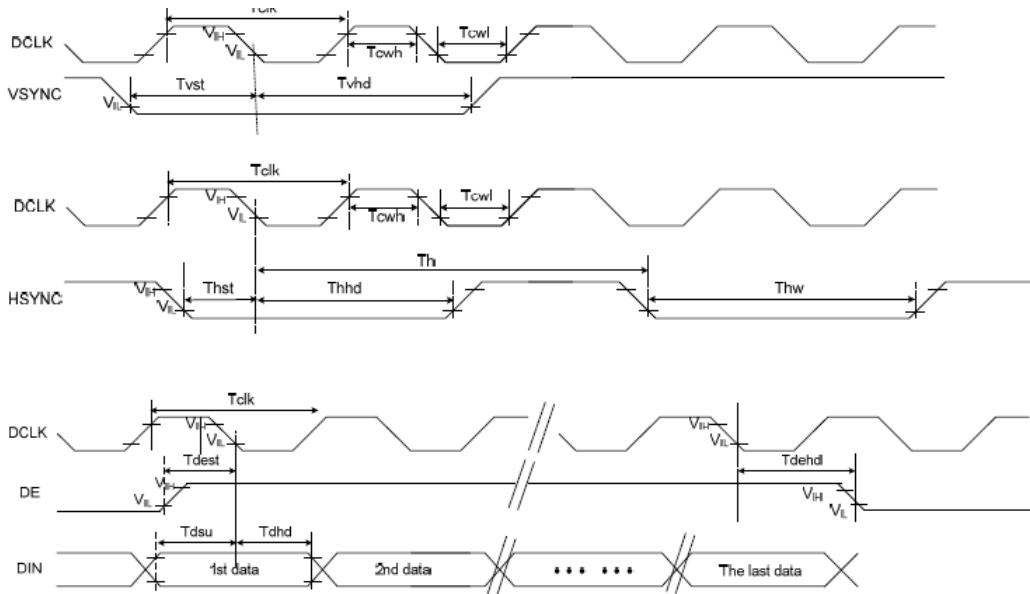 Tclk
DCLK VIH VIL Tcwh Tcwl
VSYNC VIL Tvst Tvhd
Tclk
DCLK VIH VIL Tcwh Tcwl
Th
HSYNC VIH VIL Thst Thhd Thw
Tclk
DCLK VIH VIL VIH VIL
Tdest Tdehd
DE VIH VIL VIH VIL
Tdsu Tdhd
DIN 1st data 2nd data ••• ••• The last data